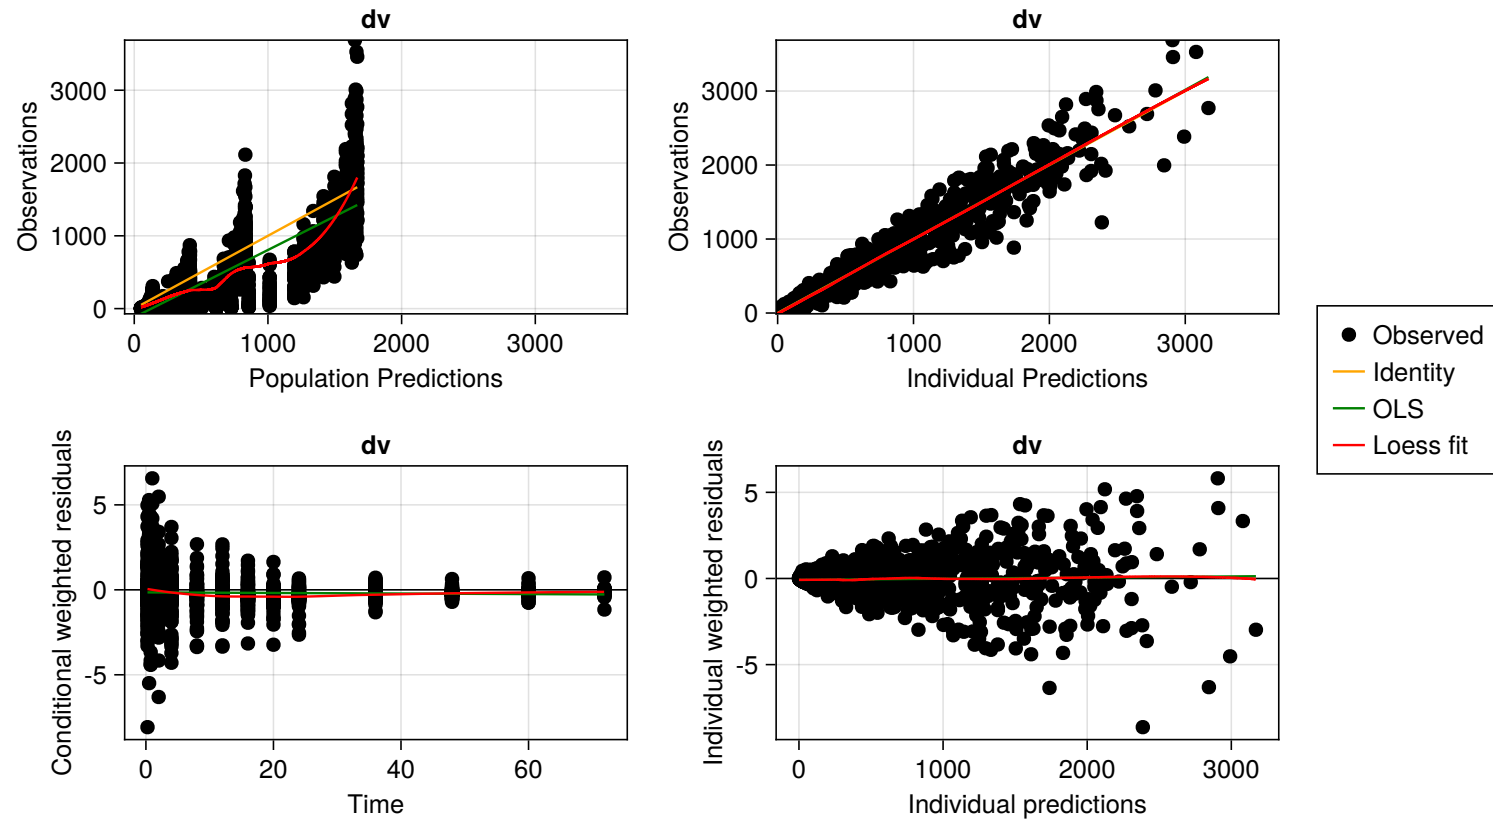 dv
Observations
3000
2000
1000
0
0
1000
2000
3000
Population Predictions
dv
Observations
3000
2000
1000
0
0
1000
2000
3000
Individual Predictions
Observed
Identity
OLS
Loess fit
dv
Conditional weighted residuals
5
0
-5
0
20
40
60
Time
dv
Individual weighted residuals
5
0
-5
0
1000
2000
3000
Individual predictions